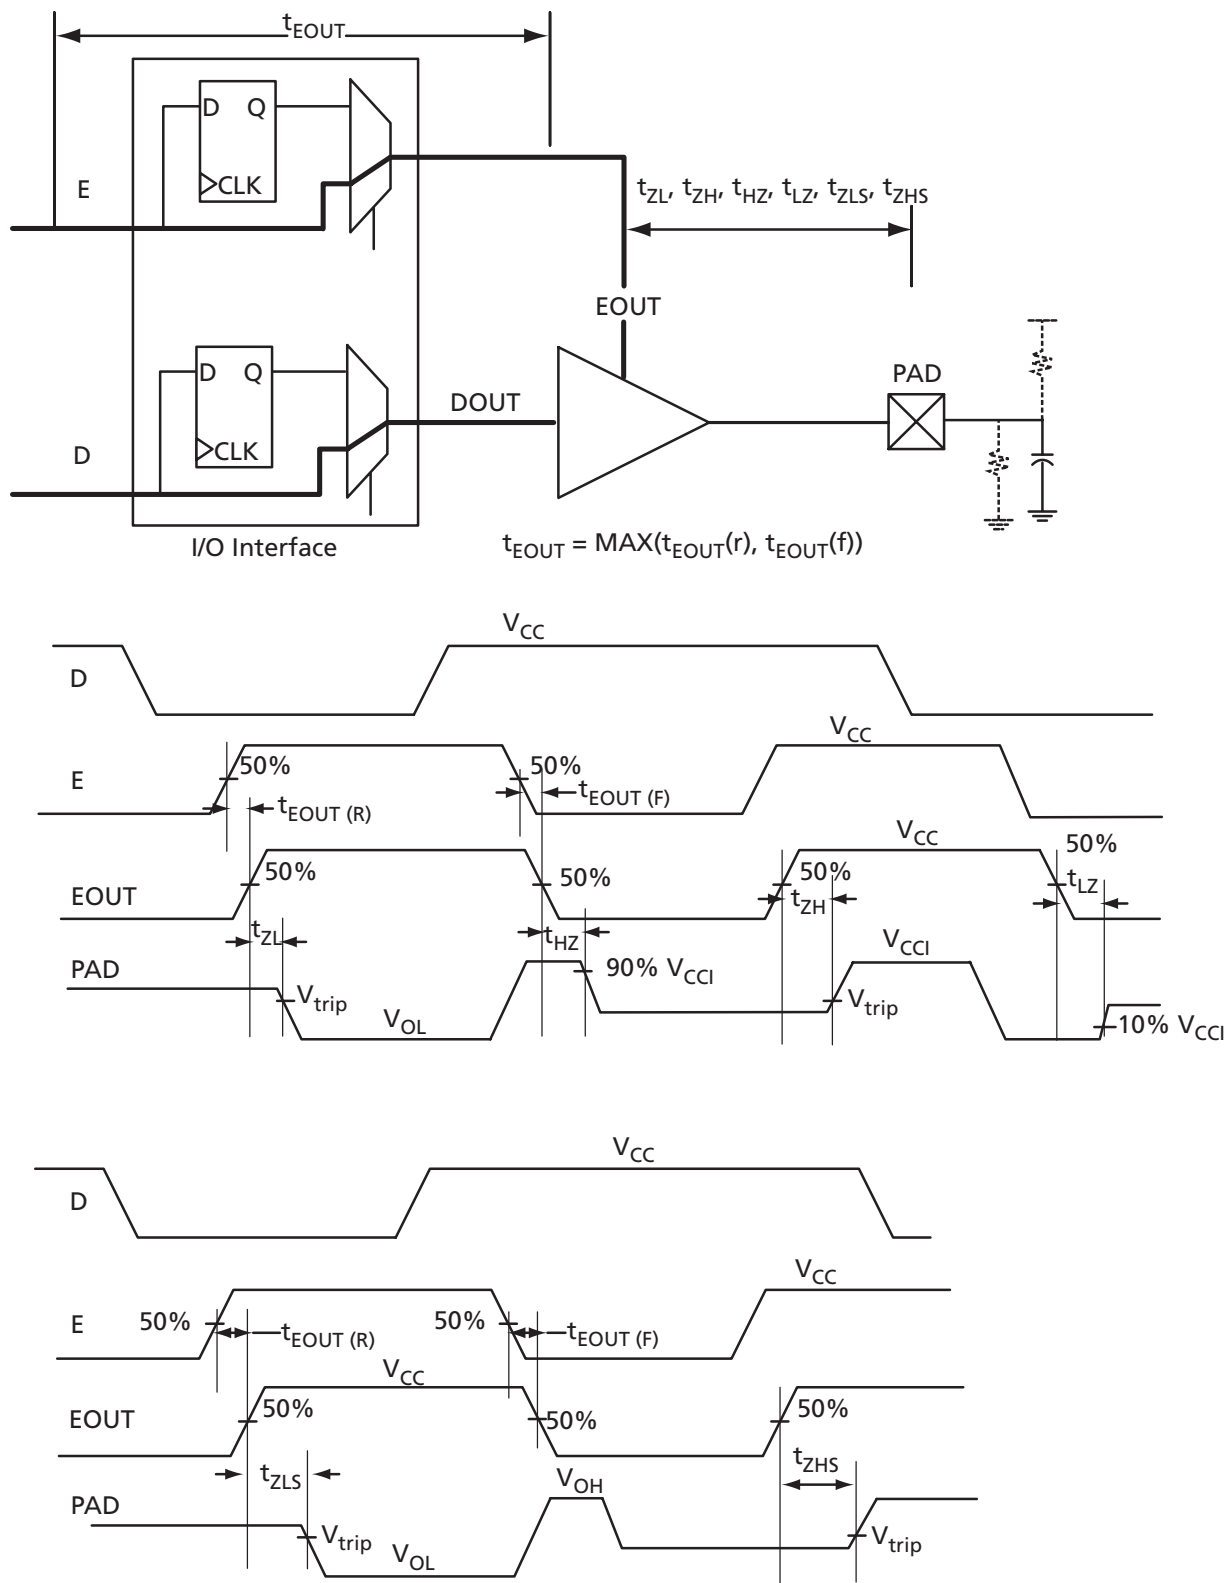 tEOUT
D Q
CLK
E
tZL, tZH, tHZ, tLZ, tZLS, tZHS
EOUT
D Q
CLK
DOUT
PAD
D
I/O Interface
tEOUT = MAX(tEOUT(r), tEOUT(f))
VCC
D
VCC
50%
50%
E
tEOUT (R)
tEOUT (F)
VCC
50%
50%
50%
50%
EOUT
tZL
tHZ
tZH
tLZ
PAD
VCCI
90% VCCI
Vtrip
Vtrip
VOL
10% VCCI
VCC
D
VCC
50%
50%
E
tEOUT (R)
tEOUT (F)
VCC
EOUT
50%
50%
50%
tZLS
tZHS
VOH
PAD
Vtrip
Vtrip
VOL